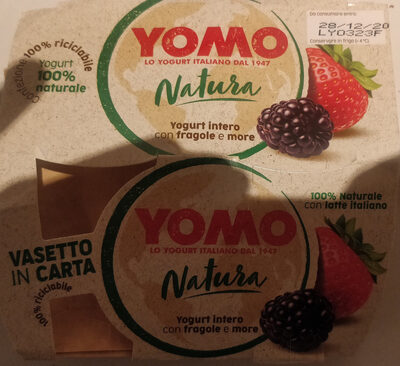 Da consumare entro:
28/12/20
LY0323F
Conservare in frigo (+4°C)
confezione 100% riciclabile
Yogurt
100%
naturale
YOMO
LO YOGURT ITALIANO DAL 1947
Natura
Yogurt intero
con fragole e more
100% Naturale
con latte italiano
YOMO
LO YOGURT ITALIANO DAL 1947
Natura
VASETTO
IN CARTA
100% riciclabile
Yogurt intero
con fragole e more